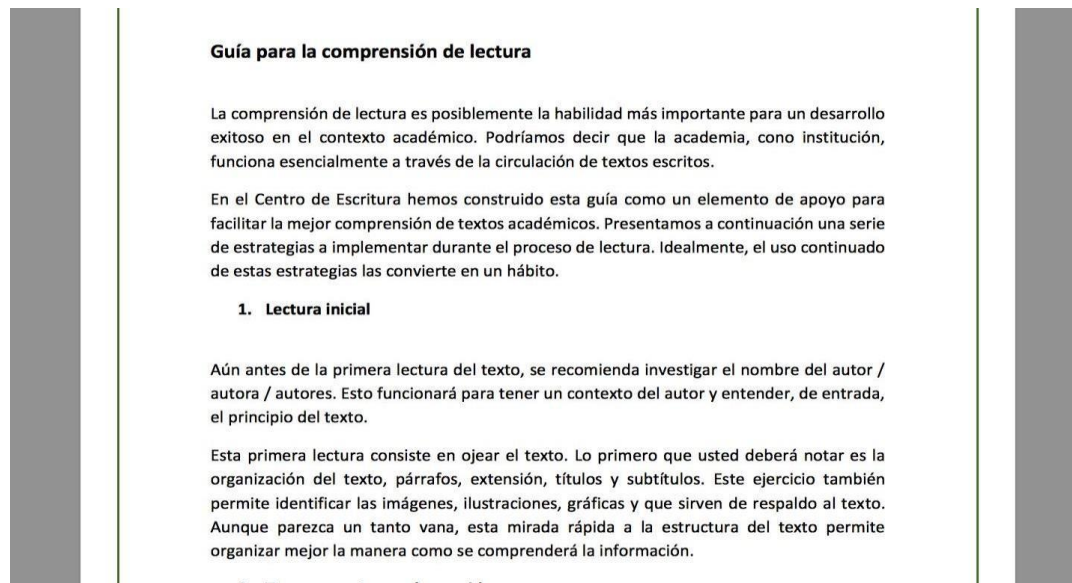 Guía para la comprensión de lectura
La comprensión de lectura es posiblemente la habilidad más importante para un desarrollo
exitoso en el contexto académico. Podríamos decir que la academia, cono institución,
funciona esencialmente a través de la circulación de textos escritos.
En el Centro de Escritura hemos construido esta guía como un elemento de apoyo para
facilitar la mejor comprensión de textos académicos. Presentamos a continuación una serie
de estrategias a implementar durante el proceso de lectura. Idealmente, el uso continuado
de estas estrategias las convierte en un hábito.
1. Lectura inicial
Aún antes de la primera lectura del texto, se recomienda investigar el nombre del autor /
autora / autores. Esto funcionará para tener un contexto del autor y entender, de entrada,
el principio del texto.
Esta primera lectura consiste en ojear el texto. Lo primero que usted deberá notar es la
organización del texto, párrafos, extensión, títulos y subtítulos. Este ejercicio también
permite identificar las imágenes, ilustraciones, gráficas y que sirven de respaldo al texto.
Aunque parezca un tanto vana, esta mirada rápida a la estructura del texto permite
organizar mejor la manera como se comprenderá la información.